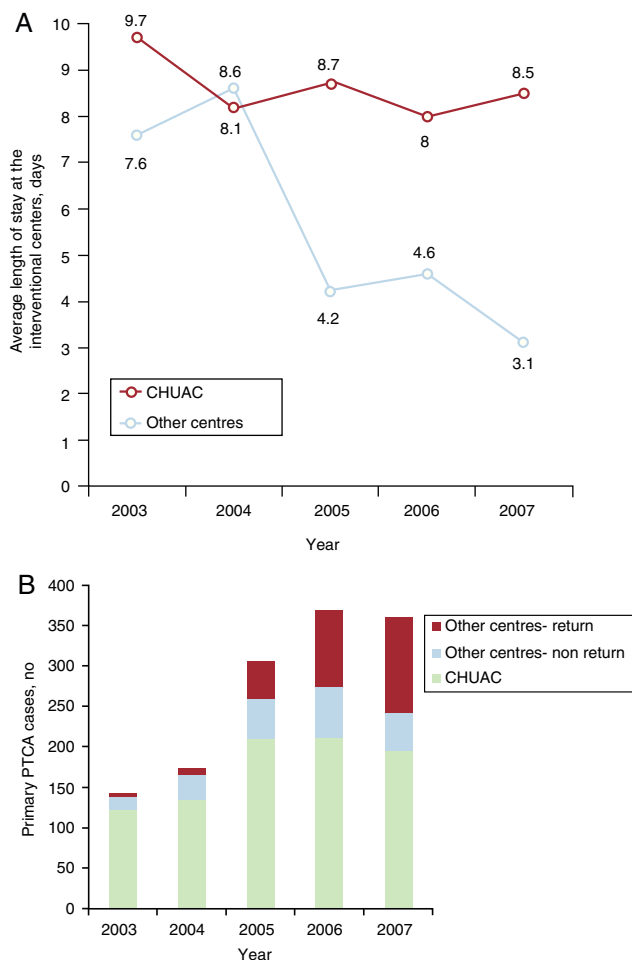 A
Average length of stay at the
interventional centers, days
10
9
8
7
6
5
4
3
2
1
0
9.7
8.6
8.7
8.5
8.1
8
7.6
4.6
4.2
3.1
CHUAC
Other centres
2003 2004 2005 2006 2007
Year
B
Primary PTCA cases, no
400
350
300
250
200
150
100
50
0
Other centres- return
Other centres- non return
CHUAC
2003 2004 2005 2006 2007
Year